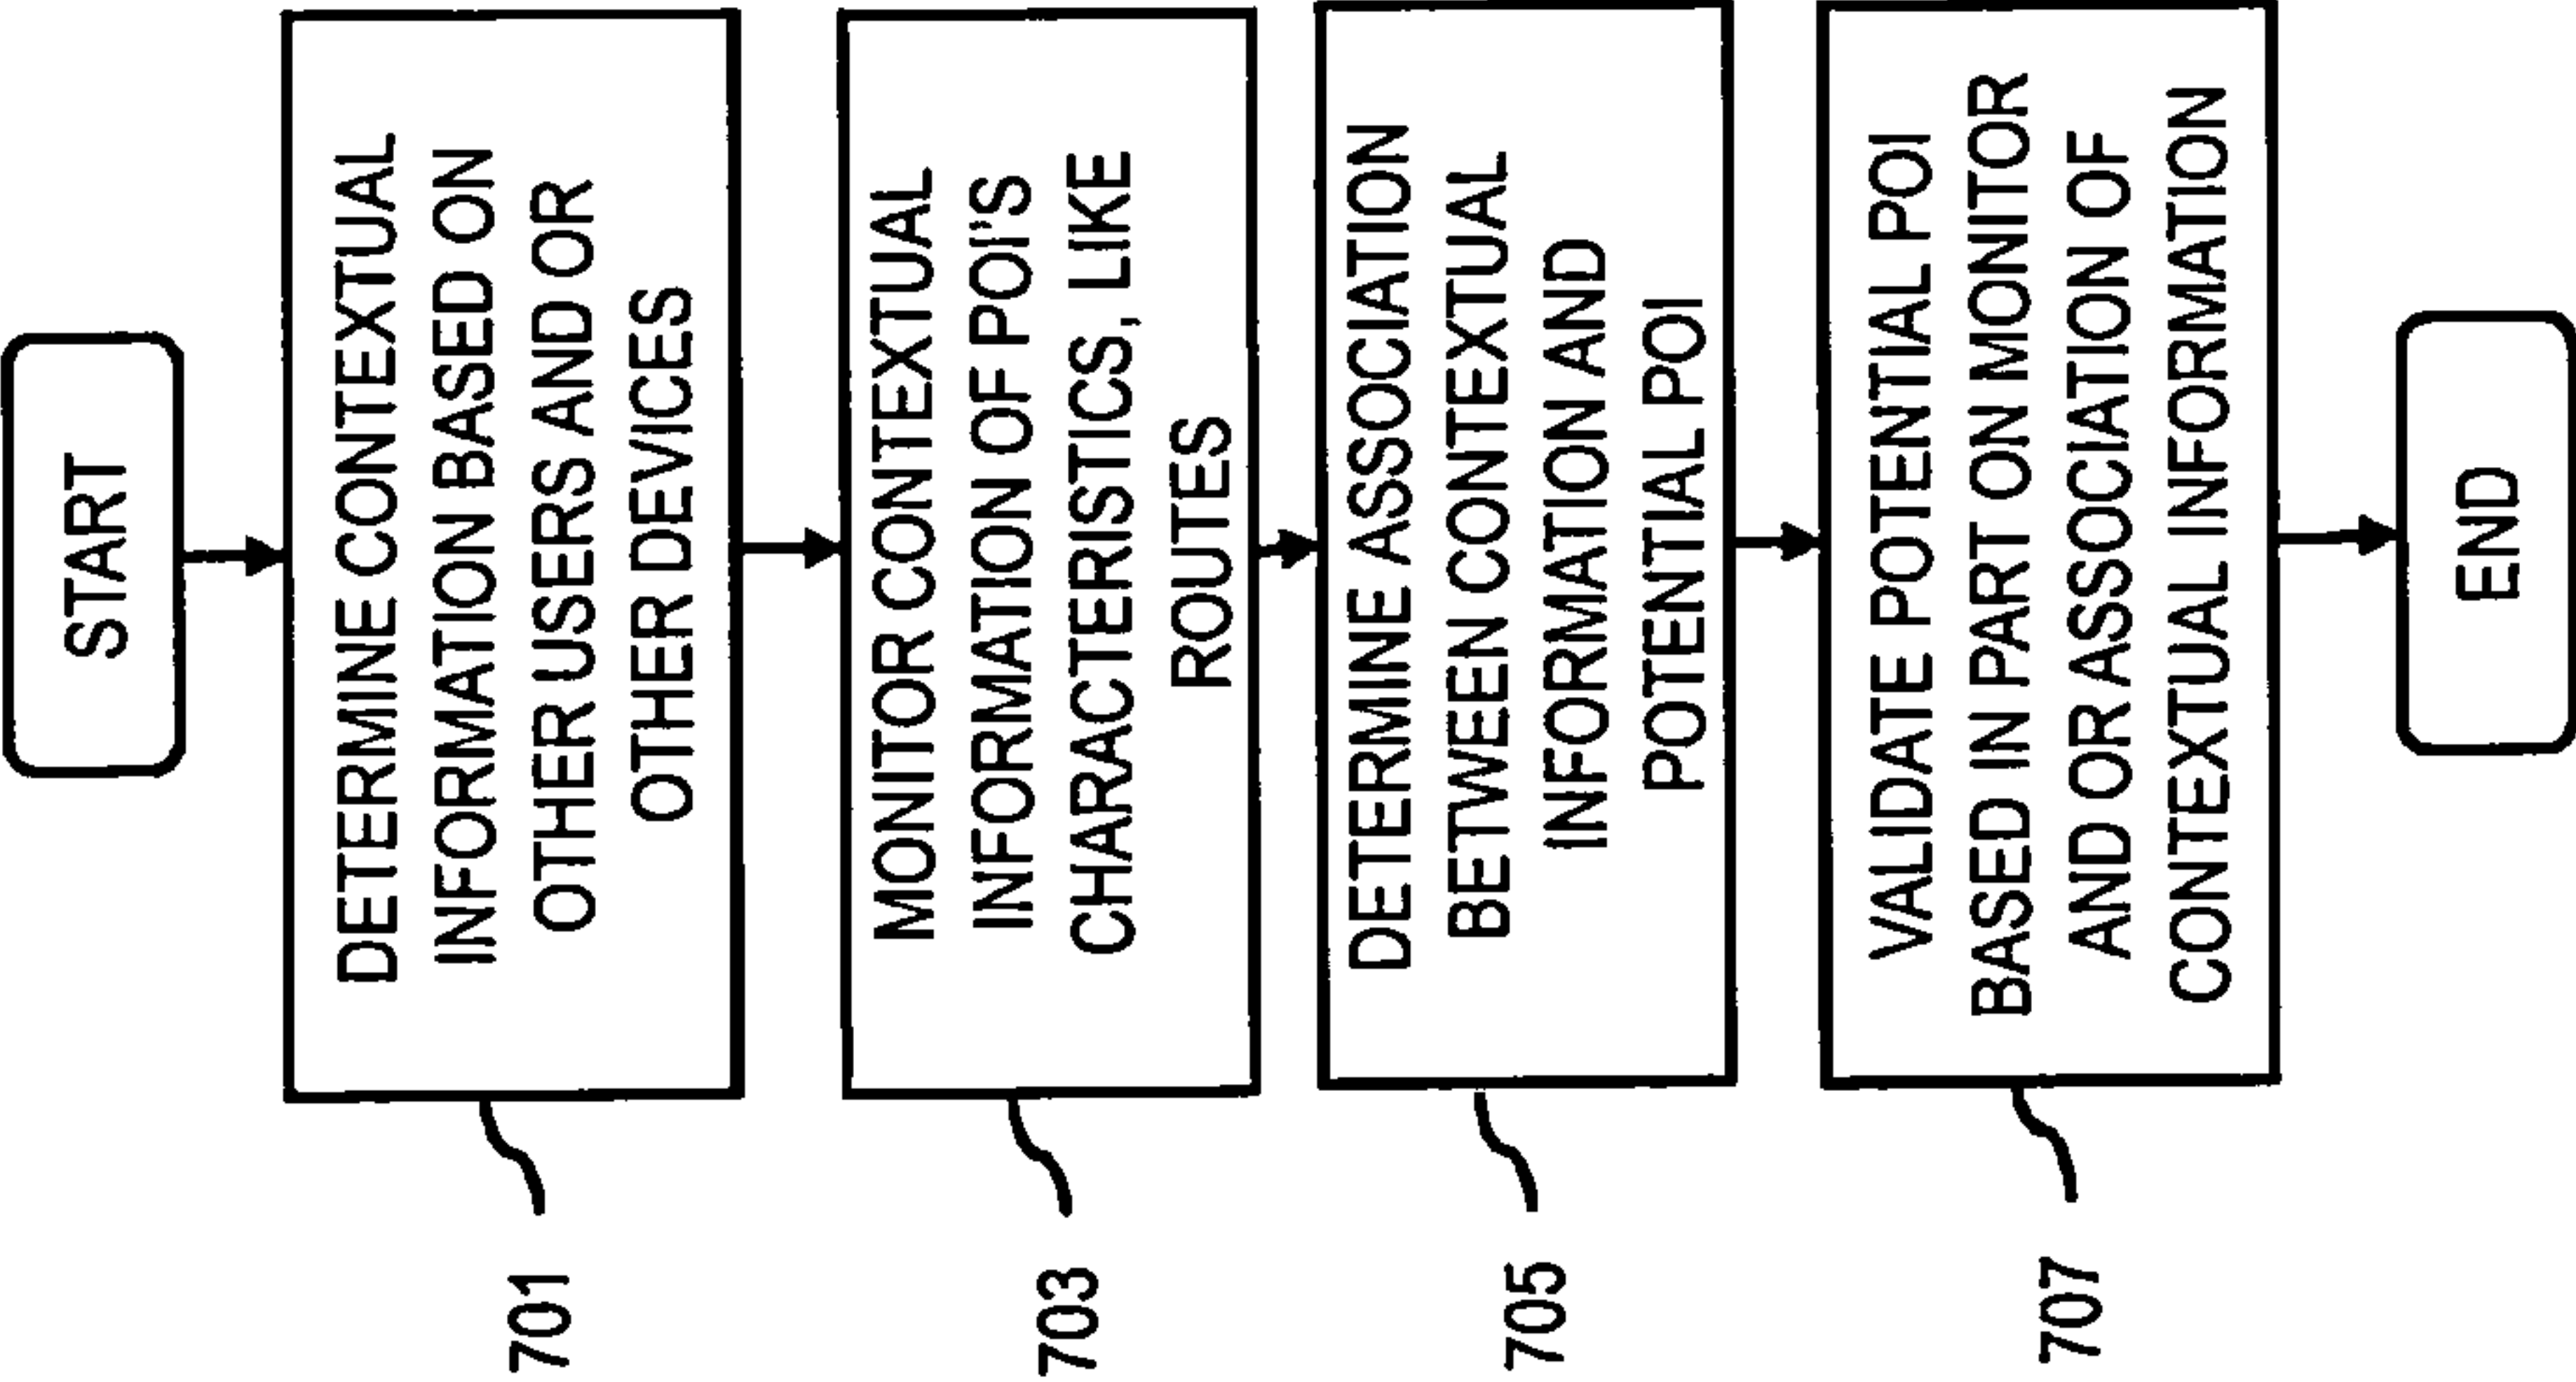 START
DETERMINE CONTEXTUAL
INFORMATION BASED ON
OTHER USERS AND OR
OTHER DEVICES
701
MONITOR CONTEXTUAL
INFORMATION OF POI'S
CHARACTERISTICS, LIKE
ROUTES
703
DETERMINE ASSOCIATION
BETWEEN CONTEXTUAL
INFORMATION AND
POTENTIAL POI
705
VALIDATE POTENTIAL POI
BASED IN PART ON MONITOR
AND OR ASSOCIATION OF
CONTEXTUAL INFORMATION
707
END